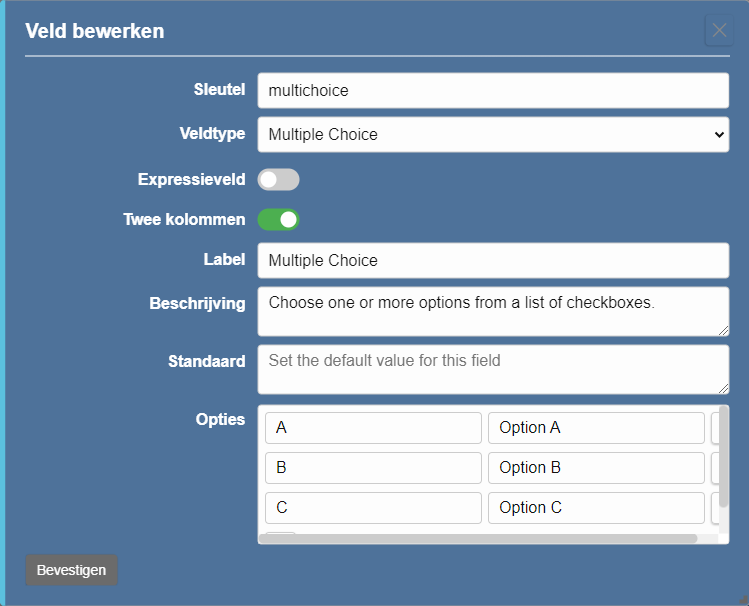 Veld bewerken
Sleutel multichoice
Veldtype Multiple Choice
Expressieveld
Twee kolommen
Label Multiple Choice
Beschrijving Choose one or more options from a list of checkboxes.
Standaard Set the default value for this field
Opties A Option A
B Option B
C Option C
Bevestigen